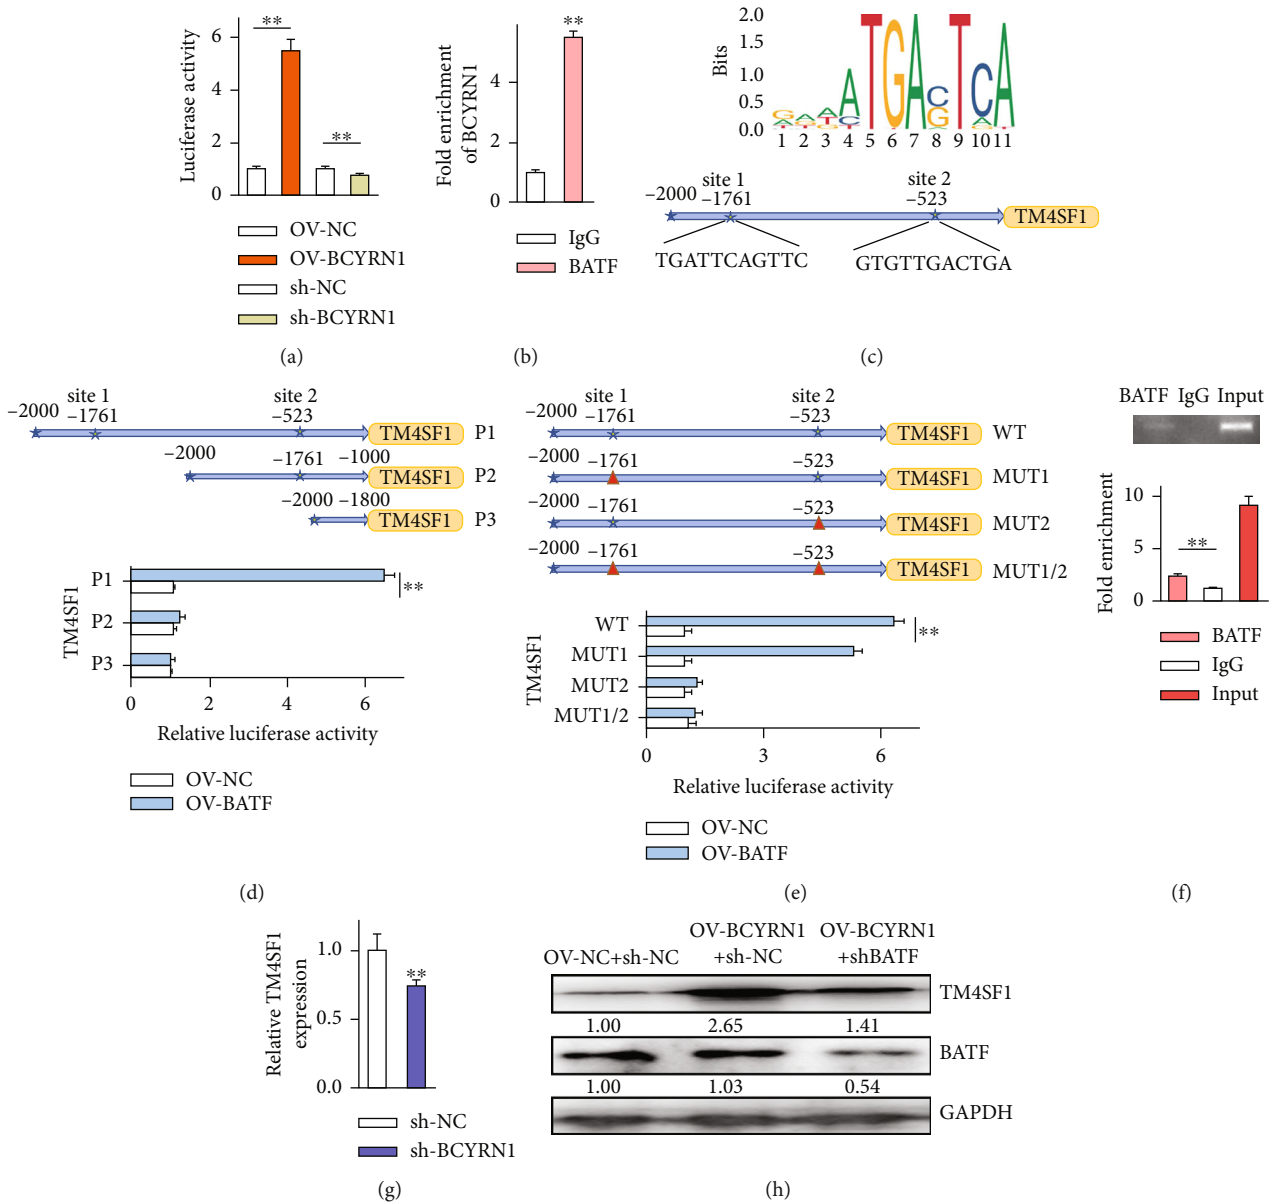 **
6
4
2
0
Luciferase activity
**
OV-NC
OV-BCYRN1
sh-NC
sh-BCYRN1
(a)
**
4
2
0
Fold enrichment
of BCYRN1
IgG
BATF
(b)
2.0
1.5
1.0
0.5
0.0
Bits
TGA TCA
1 2 3 4 5 6 7 8 9 10 11
site 1
site 2
−2000
−1761
−523
TM4SF1
TGATTCAGTTC
GTGTTGACTGA
(c)
site 1
site 2
−2000
−1761
−523
TM4SF1
P1
−2000
−1761
−1000
TM4SF1
P2
−2000
−1800
TM4SF1
P3
TM4SF1
P1
P2
P3
**
0 2 4 6
Relative luciferase activity
OV-NC
OV-BATF
(d)
site 1
site 2
−2000
−1761
−523
TM4SF1
WT
−2000
−1761
−523
TM4SF1
MUT1
−2000
−1761
−523
TM4SF1
MUT2
−2000
−1761
−523
TM4SF1
MUT1/2
TM4SF1
WT
MUT1
MUT2
MUT1/2
**
0 3 6
Relative luciferase activity
OV-NC
OV-BATF
(e)
BATF IgG Input
10
5
0
Fold enrichment
**
BATF
IgG
Input
(f)
1.0
0.5
0.0
Relative TM4SF1
expression
**
sh-NC
sh-BCYRN1
(g)
OV-NC+sh-NC
OV-BCYRN1
+sh-NC
OV-BCYRN1
+shBATF
TM4SF1
1.00 2.65 1.41
BATF
1.00 1.03 0.54
GAPDH
(h)